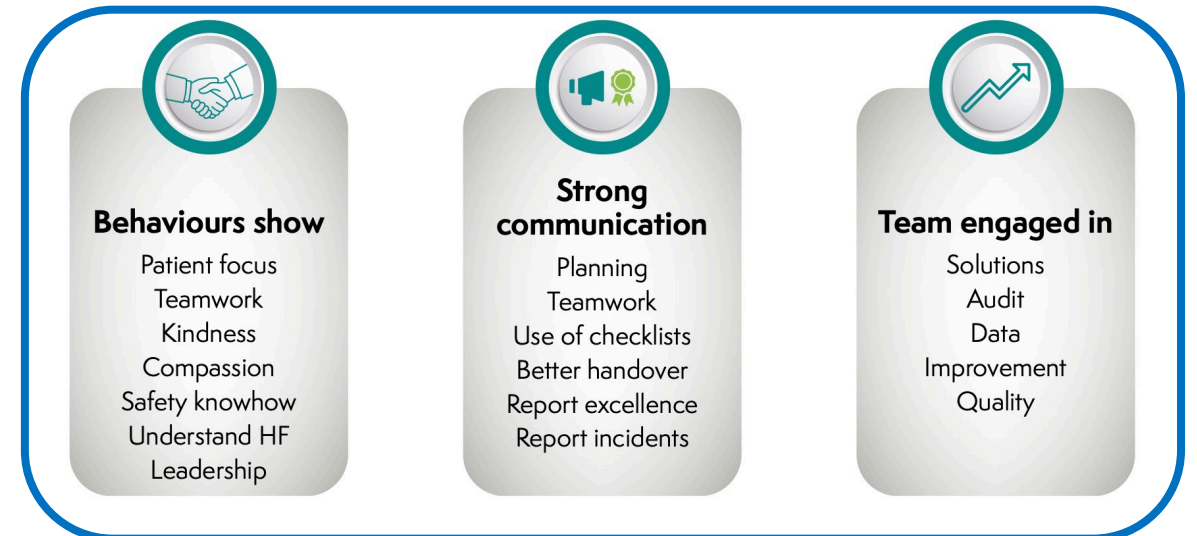 Behaviours show
Patient focus
Teamwork
Kindness
Compassion
Safety knowhow
Understand HF
Leadership
Strong
communication
Planning
Teamwork
Use of checklists
Better handover
Report excellence
Report incidents
Team engaged in
Solutions
Audit
Data
Improvement
Quality